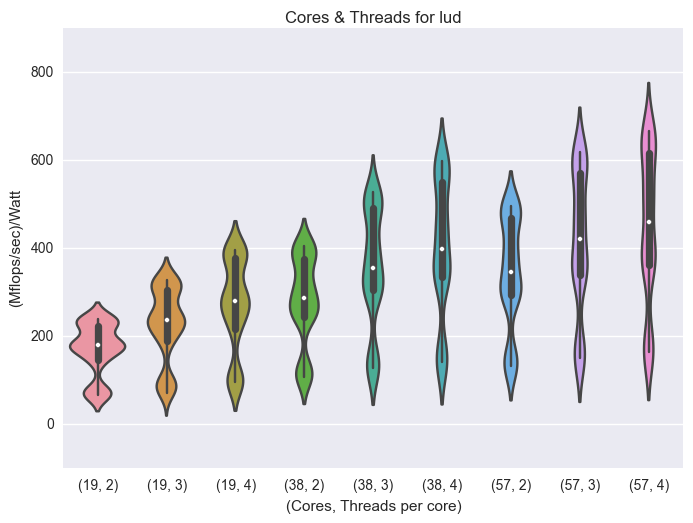 Cores & Threads for lud
(Mflops/sec)/Watt
800
600
400
200
0
(19, 2) (19, 3) (19, 4) (38, 2) (38, 3) (38, 4) (57, 2) (57, 3) (57, 4)
(Cores, Threads per core)